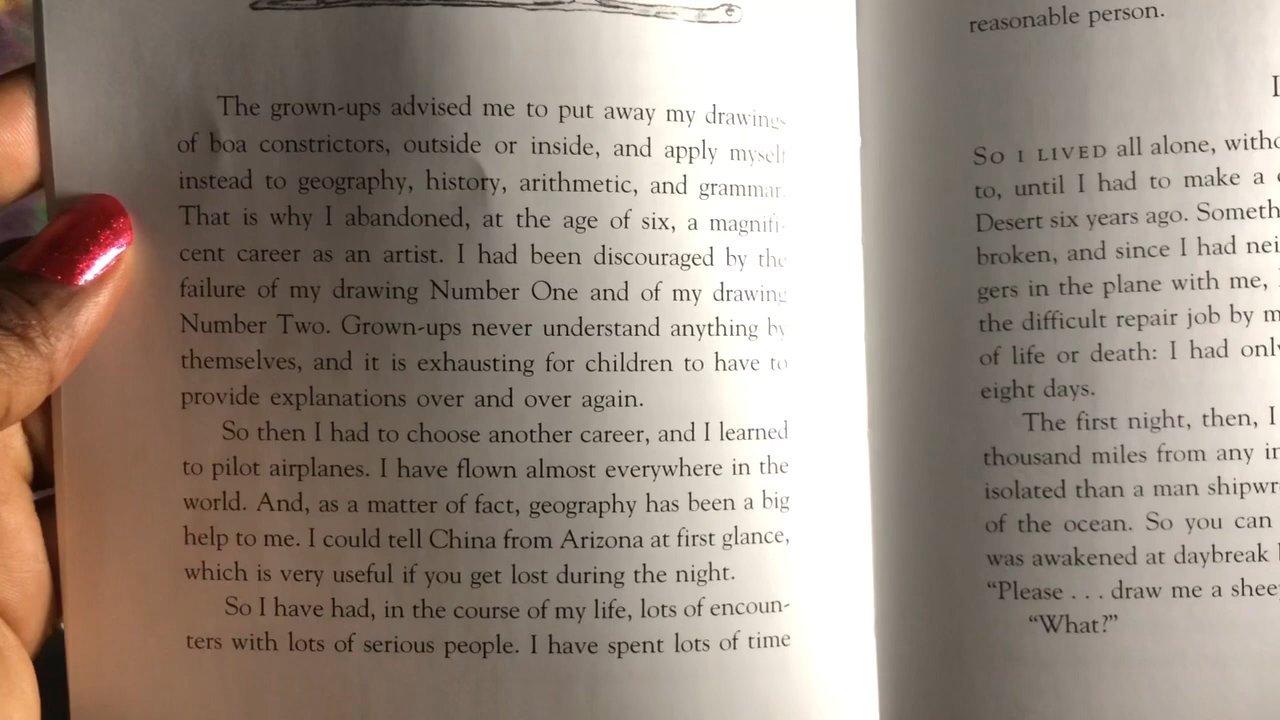 The grown-ups advised me to put away my drawings
of boa constrictors, outside or inside, and apply myself
instead to geography, history, arithmetic, and grammar.
That is why I abandoned, at the age of six, a magnifi-
cent career as an artist. I had been discouraged by the
failure of my drawing Number One and of my drawing
Number Two. Grown-ups never understand anything by
themselves, and it is exhausting for children to have to
provide explanations over and over again.
So then I had to choose another career, and I learned
to pilot airplanes. I have flown almost everywhere in the
world. And, as a matter of fact, geography has been a big
help to me. I could tell China from Arizona at first glance,
which is very useful if you get lost during the night.
So I have had, in the course of my life, lots of encoun-
ters with lots of serious people. I have spent lots of time
reasonable person.
SO I LIVED all alone,
to, until I had to make a
Desert six years ago.
broken, and since I had
gers in the plane with me,
the difficult repair job by
of life or death: I had
eight days.
The first night, then, I
thousand miles from any
isolated than a man
of the ocean. So you can
was awakened at daybreak
“Please . . . draw me a
“What?”